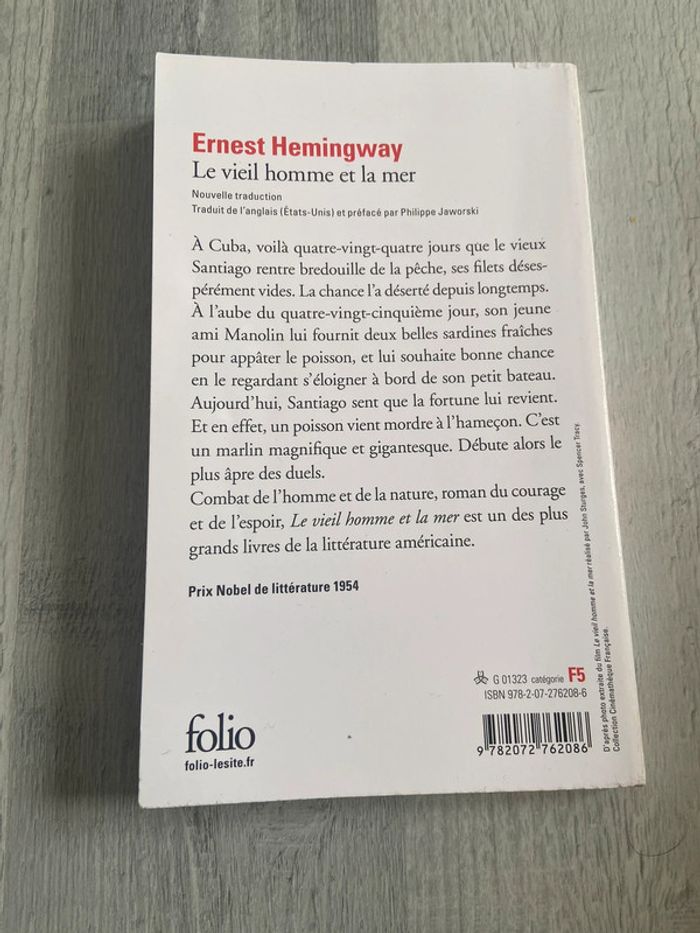 Ernest Hemingway
Le vieil homme et la mer
Nouvelle traduction
Traduit de l'anglais (États-Unis) et préfacé par Philippe Jaworski
À Cuba, voilà quatre-vingt-quatre jours que le vieux
Santiago rentre bredouille de la pêche, ses filets déses-
pérément vides. La chance l'a déserté depuis longtemps.
À l'aube du quatre-vingt-cinquième jour, son jeune
ami Manolin lui fournit deux belles sardines fraîches
pour appâter le poisson, et lui souhaite bonne chance
en le regardant s'éloigner à bord de son petit bateau.
Aujourd'hui, Santiago sent que la fortune lui revient.
Et en effet, un poisson vient mordre à l'hameçon. C'est
un marlin magnifique et gigantesque. Débute alors le
plus âpre des duels.
Combat de l'homme et de la nature, roman du courage
et de l'espoir, Le vieil homme et la mer est un des plus
grands livres de la littérature américaine.
Prix Nobel de littérature 1954
D'après photo extraite du film Le vieil homme et la mer réalisé par John Sturges, avec Spencer Tracy.
Collection Cinémathèque Française.
G 01323 catégorie F5
ISBN 978-2-07-276208-6
9 782072 762086
folio
folio-lesite.fr